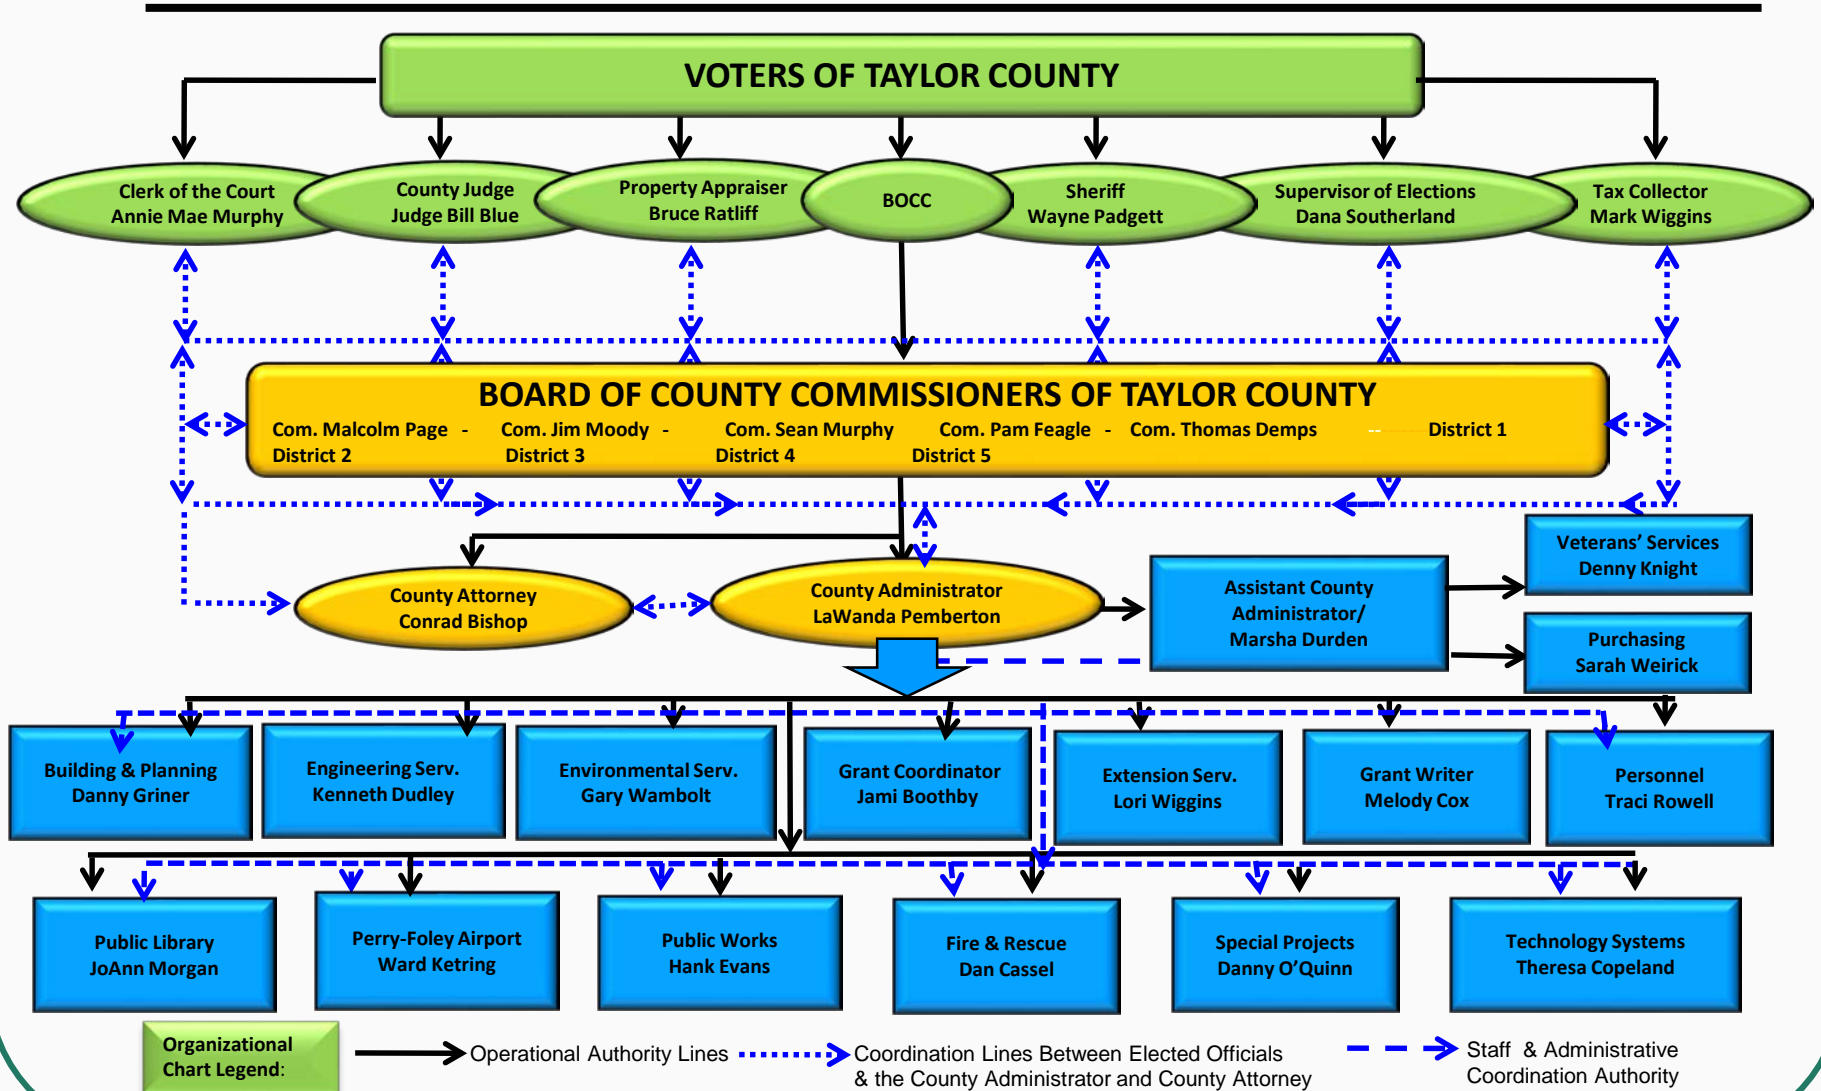 VOTERS OF TAYLOR COUNTY
Clerk of the Court
Annie Mae Murphy
County Judge
Judge Bill Blue
Property Appraiser
Bruce Ratliff
BOCC
Sheriff
Wayne Padgett
Supervisor of Elections
Dana Southerland
Tax Collector
Mark Wiggins
BOARD OF COUNTY COMMISSIONERS OF TAYLOR COUNTY
Com. Malcolm Page - Com. Jim Moody - Com. Sean Murphy Com. Pam Feagle - Com. Thomas Demps -- District 1
District 2 District 3 District 4 District 5
County Attorney
Conrad Bishop
County Administrator
LaWanda Pemberton
Assistant County
Administrator/
Marsha Durden
Veterans’ Services
Denny Knight
Purchasing
Sarah Weirick
Building & Planning
Danny Griner
Engineering Serv.
Kenneth Dudley
Environmental Serv.
Gary Wambolt
Grant Coordinator
Jami Boothby
Extension Serv.
Lori Wiggins
Grant Writer
Melody Cox
Personnel
Traci Rowell
Public Library
JoAnn Morgan
Perry-Foley Airport
Ward Ketring
Public Works
Hank Evans
Fire & Rescue
Dan Cassel
Special Projects
Danny O’Quinn
Technology Systems
Theresa Copeland
Organizational
Chart Legend:
Operational Authority Lines
Coordination Lines Between Elected Officials
& the County Administrator and County Attorney
Staff & Administrative
Coordination Authority